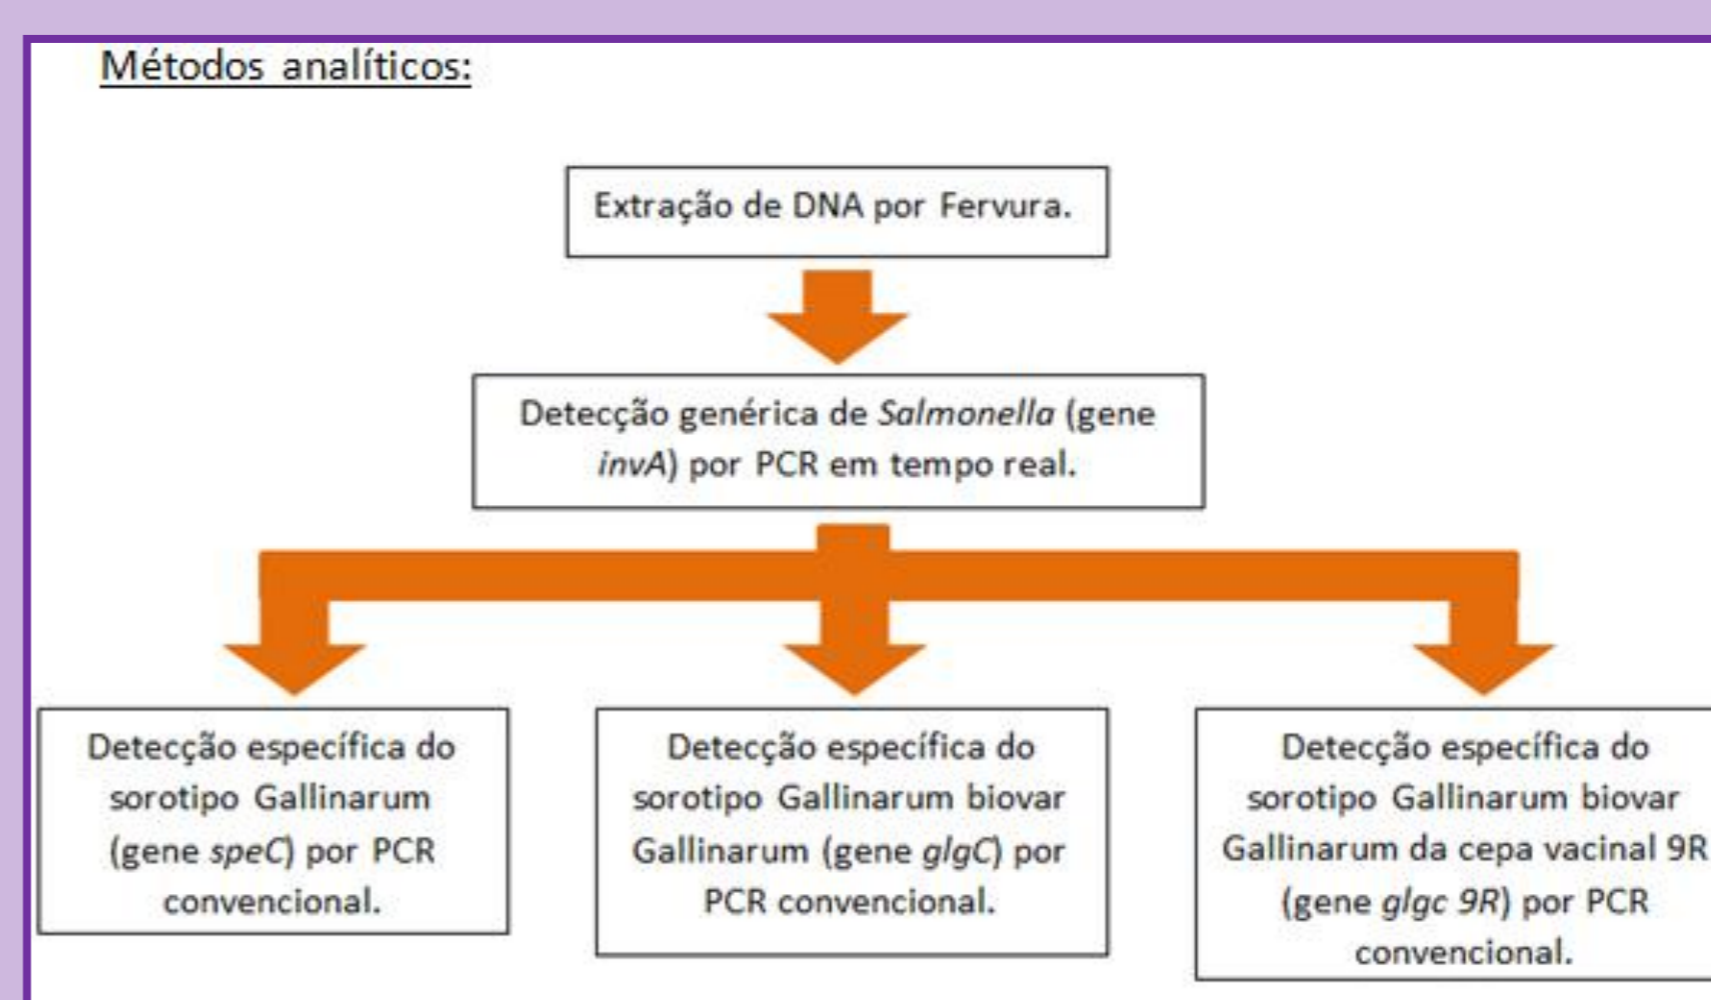 Métodos analíticos:
Extração de DNA por Fervura.
Detecção genérica de Salmonella (gene
invA) por PCR em tempo real.
Detecção específica do
sorotipo Gallinarum
(gene speC) por PCR
convencional.
Detecção específica do
sorotipo Gallinarum biovar
Gallinarum (gene glgC) por
PCR convencional.
Detecção específica do
sorotipo Gallinarum biovar
Gallinarum da cepa vacinal 9R
(gene glgc 9R) por PCR
convencional.